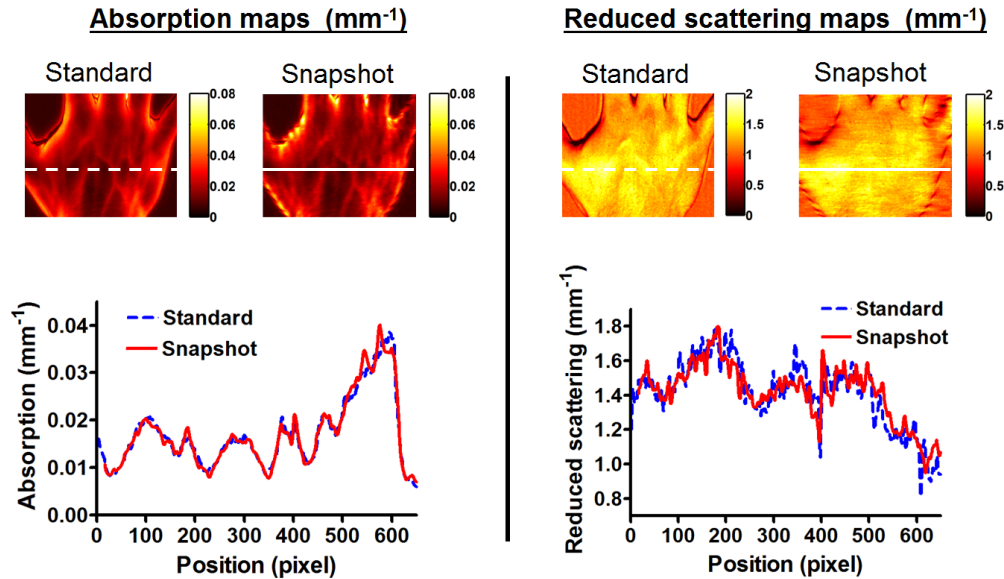 Absorption maps (mm-1)
Standard
Snapshot
0.08
0.06
0.04
0.02
0
0.08
0.06
0.04
0.02
0
Absorption (mm-1)
0.04
0.03
0.02
0.01
0.00
Standard
Snapshot
0 100 200 300 400 500 600
Position (pixel)
Reduced scattering maps (mm-1)
Standard
Snapshot
2
1.5
1
0.5
0
2
1.5
1
0.5
0
Reduced scattering (mm-1)
1.8
1.6
1.4
1.2
1.0
0.8
Standard
Snapshot
0 100 200 300 400 500 600
Position (pixel)